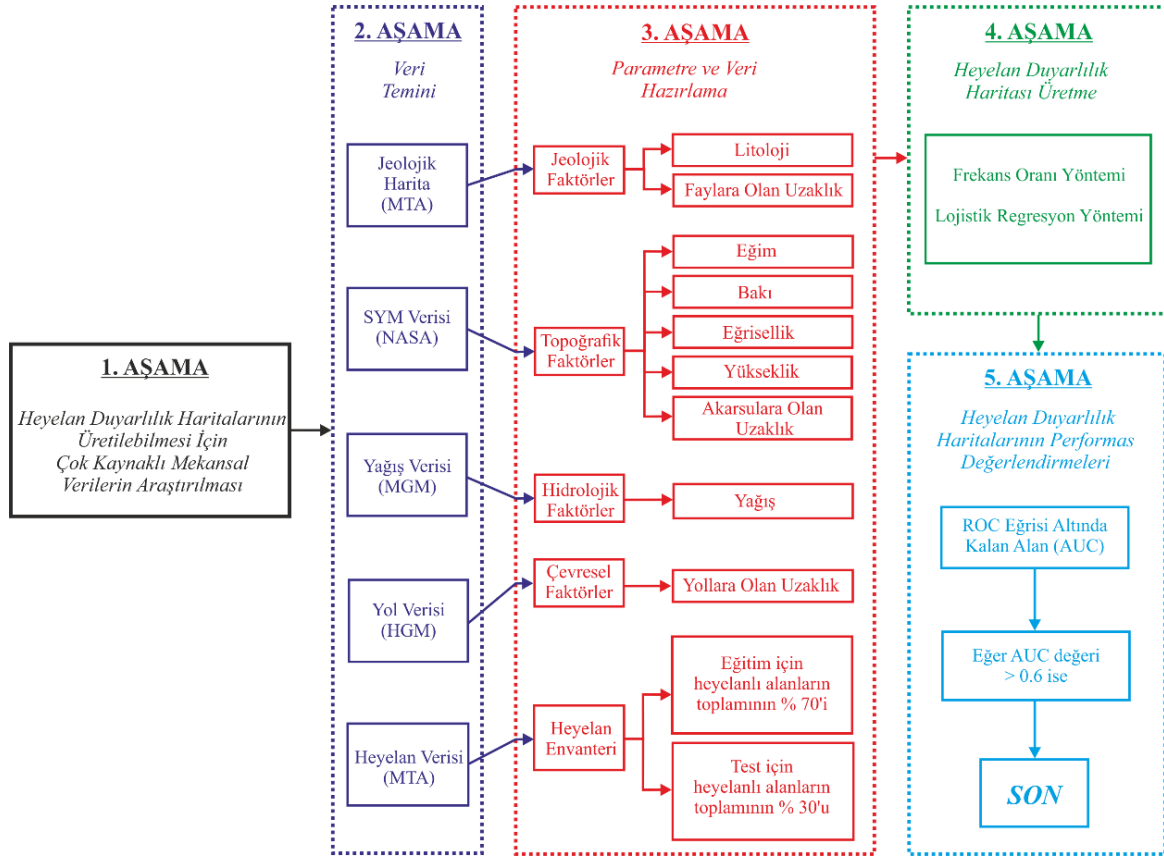 1. AŞAMA
Heyelan Duyarlılık Haritalarının
Üretilebilmesi İçin
Çok Kaynaklı Mekansal
Verilerin Araştırılması
2. AŞAMA
Veri
Temini
Jeolojik
Harita
(MTA)
SYM Verisi
(NASA)
Yağış Verisi
(MGM)
Yol Verisi
(HGM)
Heyelan Verisi
(MTA)
3. AŞAMA
Parametre ve Veri
Hazırlama
Jeolojik
Faktörler
Litoloji
Faylara Olan Uzaklık
Topoğrafik
Faktörler
Eğim
Bakı
Eğrisellik
Yükseklik
Akarsulara Olan
Uzaklık
Hidrolojik
Faktörler
Yağış
Çevresel
Faktörler
Yollara Olan Uzaklık
Heyelan
Envanteri
Eğitim için
heyelanlı alanların
toplamının % 70'i
Test için
heyelanlı alanların
toplamının % 30'u
4. AŞAMA
Heyelan Duyarlılık
Haritası Üretme
Frekans Oranı Yöntemi
Lojistik Regresyon Yöntemi
5. AŞAMA
Heyelan Duyarlılık
Haritalarının Performas
Değerlendirmeleri
ROC Eğrisi Altında
Kalan Alan (AUC)
Eğer AUC değeri
> 0.6 ise
SON